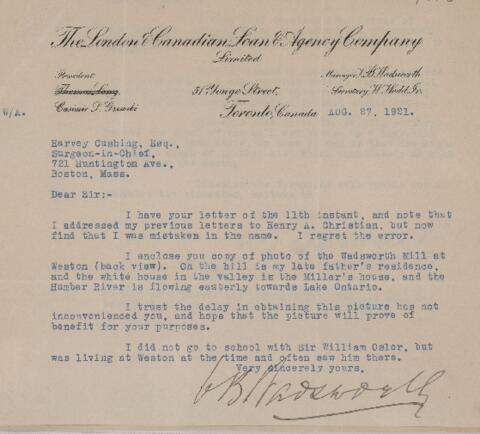 The London & Canadian Loan & Agency Company
Limited
President: Manager, V. B. Wadsworth
Thomas Long 51 Yonge Street, Secretary W. Wedd Jr.
Casimir S. Gzowski Toronto, Canada
W/A. AUG. 27, 1921.
Harvey Cushing, Esq.,
Surgeon-in-Chief,
721 Huntington Ave.,
Boston, Mass.
Dear Sir:-
I have your letter of the 11th instant, and note that
I addressed my previous letters to Henry A. Christian, but now
find that I was mistaken in the name. I regret the error.
I enclose you copy of photo of the Wadsworth Mill at
Weston (back view). On the hill is my late father's residence,
and the white house in the valley is the Miller's house, and the
Humber River is flowing easterly towards Lake Ontario.
I trust the delay in obtaining this picture has not
inconvenienced you, and hope that the picture will prove of
benefit for your purposes.
I did not go to school with Sir William Osler, but
was living at Weston at the time and often saw him there.
Very sincerely yours,
V B Wadsworth